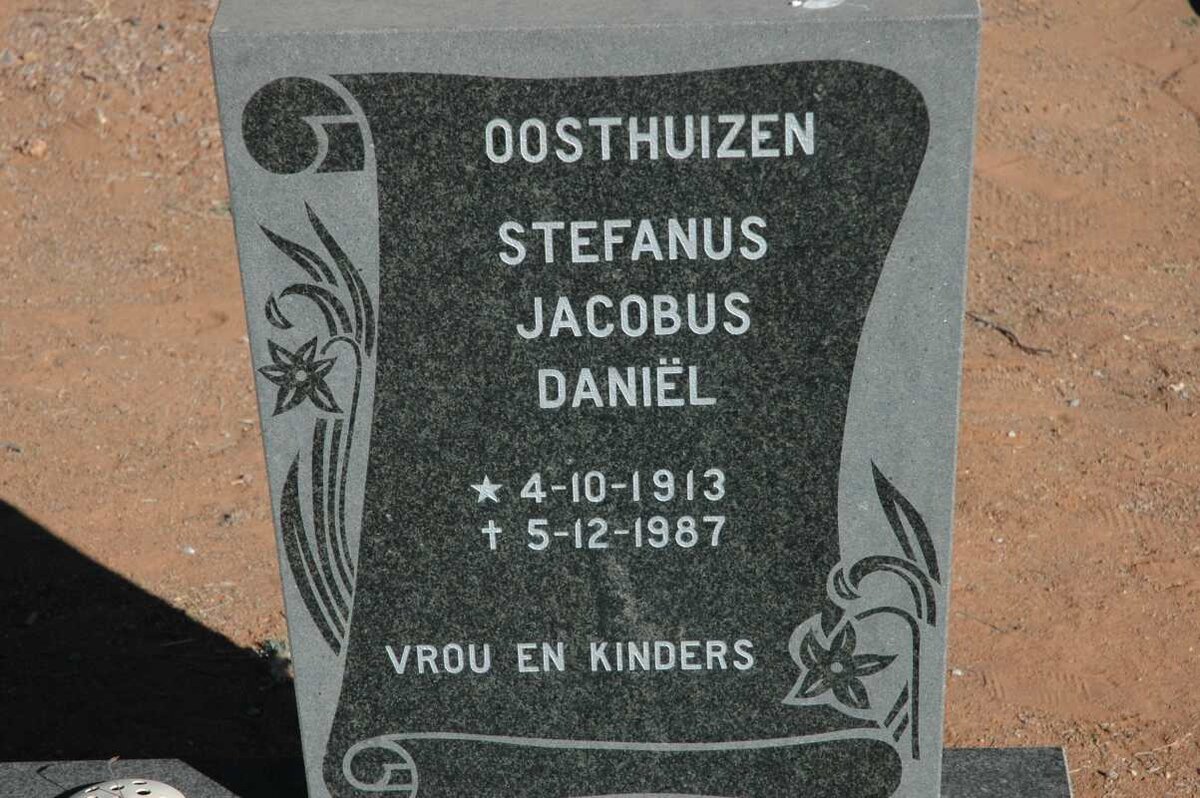 OOSTHUIZEN
STEFANUS
JACOBUS
DANIËL
★ 4-10-1913
✝ 5-12-1987
VROU EN KINDERS